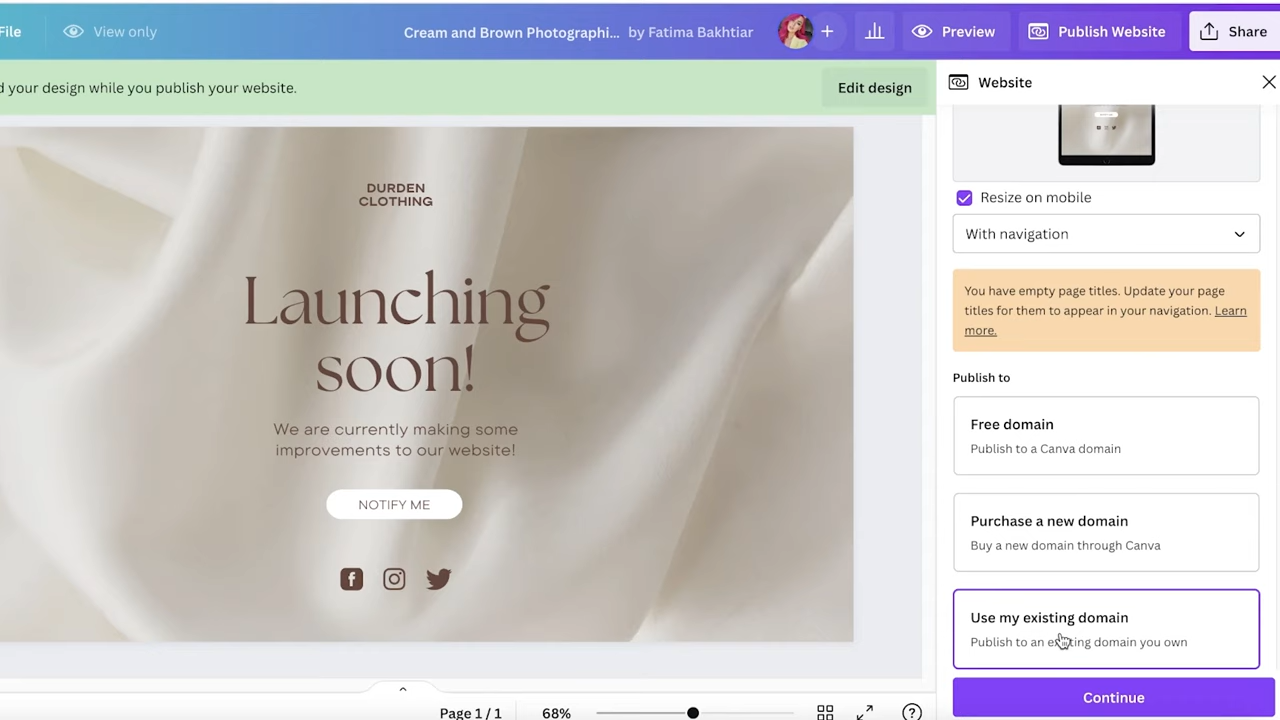 File
View only
Cream and Brown Photographi... by Fatima Bakhtiar
+
Preview
Publish Website
Share
d your design while you publish your website.
Edit design
Website
Resize on mobile
With navigation
You have empty page titles. Update your page
titles for them to appear in your navigation. Learn
more.
Publish to
Free domain
Publish to a Canva domain
Purchase a new domain
Buy a new domain through Canva
Use my existing domain
Publish to an existing domain you own
Continue
DURDEN
CLOTHING
Launching
soon!
We are currently making some
improvements to our website!
NOTIFY ME
Page 1 / 1
68%